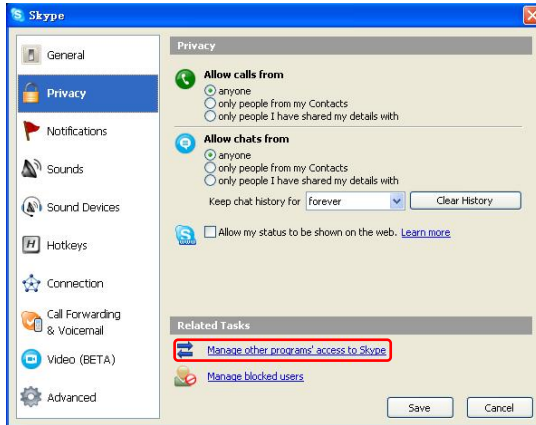 Skype
General
Privacy
Notifications
Sounds
Sound Devices
H Hotkeys
Connection
Call Forwarding
& Voicemail
Video (BETA)
Advanced
Privacy
Allow calls from
anyone
only people from my Contacts
only people I have shared my details with
Allow chats from
anyone
only people from my Contacts
only people I have shared my details with
Keep chat history for forever Clear History
Allow my status to be shown on the web. Learn more
Related Tasks
Manage other programs' access to Skype
Manage blocked users
Save Cancel